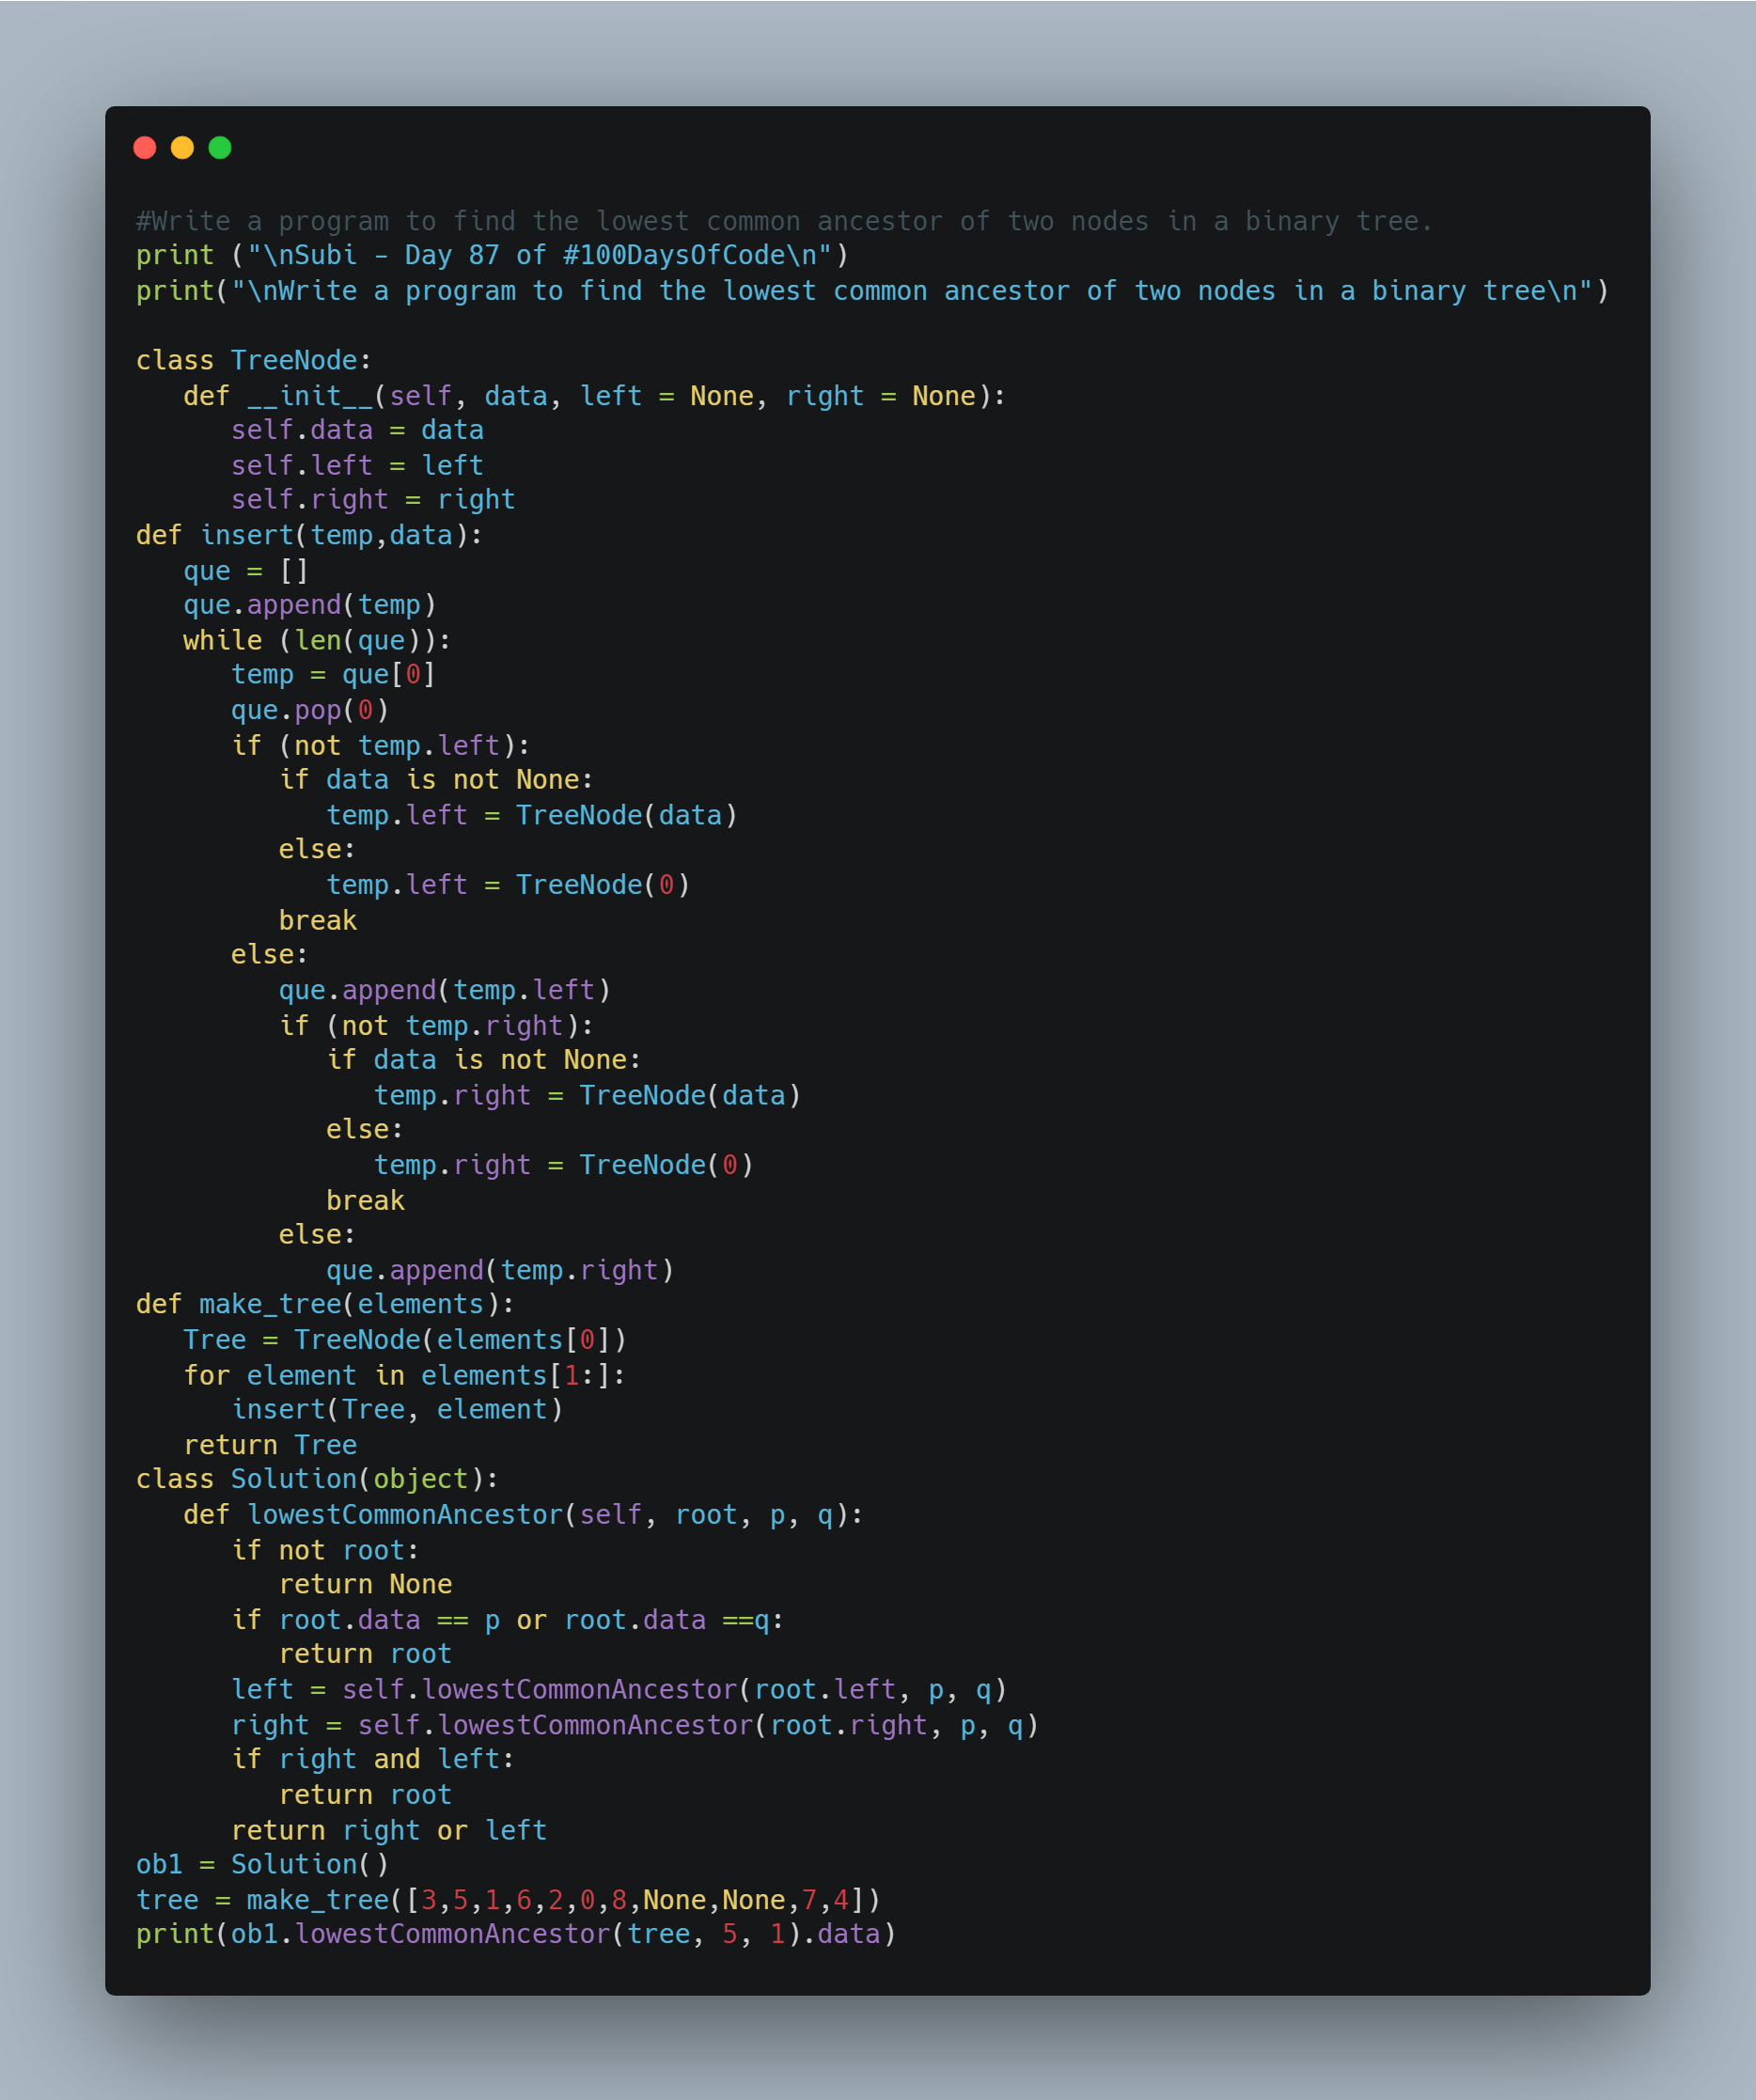 #Write a program to find the lowest common ancestor of two nodes in a binary tree.
print ("\nSubi - Day 87 of #100DaysOfCode\n")
print("\nWrite a program to find the lowest common ancestor of two nodes in a binary tree\n")

class TreeNode:
   def __init__(self, data, left = None, right = None):
      self.data = data
      self.left = left
      self.right = right
def insert(temp,data):
   que = []
   que.append(temp)
   while (len(que)):
      temp = que[0]
      que.pop(0)
      if (not temp.left):
         if data is not None:
            temp.left = TreeNode(data)
         else:
            temp.left = TreeNode(0)
         break
      else:
         que.append(temp.left)
         if (not temp.right):
            if data is not None:
               temp.right = TreeNode(data)
            else:
               temp.right = TreeNode(0)
            break
         else:
            que.append(temp.right)
def make_tree(elements):
   Tree = TreeNode(elements[0])
   for element in elements[1:]:
      insert(Tree, element)
   return Tree
class Solution(object):
   def lowestCommonAncestor(self, root, p, q):
      if not root:
         return None
      if root.data == p or root.data ==q:
         return root
      left = self.lowestCommonAncestor(root.left, p, q)
      right = self.lowestCommonAncestor(root.right, p, q)
      if right and left:
         return root
      return right or left
ob1 = Solution()
tree = make_tree([3,5,1,6,2,0,8,None,None,7,4])
print(ob1.lowestCommonAncestor(tree, 5, 1).data)